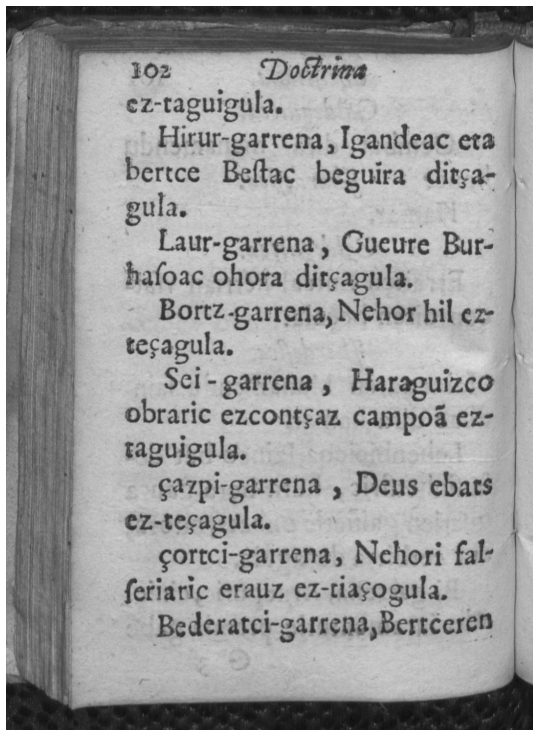 102 Doctrina
ez-taguigula.
Hirur-garrena, Igandeac eta
bertce Beſtac beguira ditça-
gula.
Laur-garrena, Gueure Bur-
haſoac ohora ditçagula.
Bortz-garrena, Nehor hil ez-
teçagula.
Sei-garrena, Haraguizco
obraric ezcontçaz campoã ez-
taguigula.
çazpi-garrena, Deus ebats
ez-teçagula.
çortci-garrena, Nehori fal-
ſeriaric erauz ez-tiaçogula.
Bederatci-garrena, Bertceren